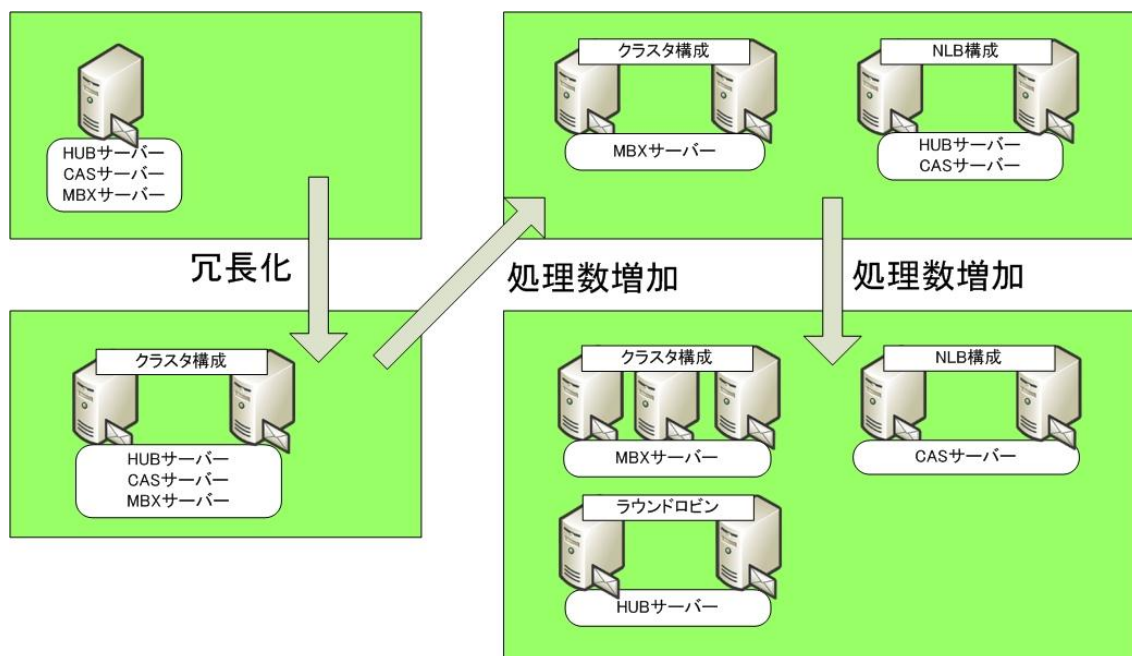 HUBサーバー
CASサーバー
MBXサーバー
冗長化
クラスタ構成
HUBサーバー
CASサーバー
MBXサーバー
処理数増加
クラスタ構成
MBXサーバー
NLB構成
HUBサーバー
CASサーバー
処理数増加
クラスタ構成
MBXサーバー
NLB構成
CASサーバー
ラウンドロビン
HUBサーバー